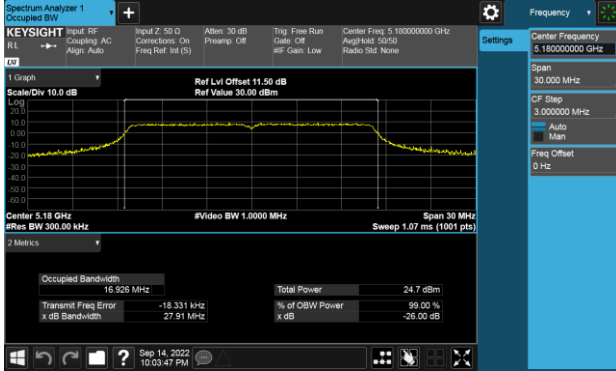 Spectrum Analyzer 1
Occupied BW
+
Frequency
KEYSIGHT
RL
Input: RF
Coupling: AC
Align: Auto
Input Z: 50 Ω
Corrections: On
Freq Ref: Int (S)
Atten: 30 dB
Preamp: Off
Trig: Free Run
Gate: Off
#IF Gain: Low
Center Freq: 5.180000000 GHz
Avg|Hold: 50/50
Radio Std: None
LXI
Settings
Center Frequency
5.180000000 GHz
Span
30.000 MHz
CF Step
3.000000 MHz
Auto
Man
Freq Offset
0 Hz
1 Graph
Scale/Div 10.0 dB
Ref Lvl Offset 11.50 dB
Ref Value 30.00 dBm
Log
20.0
10.0
0.00
-10.0
-20.0
-30.0
-40.0
-50.0
-60.0
Center 5.18 GHz
#Res BW 300.00 kHz
#Video BW 1.0000 MHz
Span 30 MHz
Sweep 1.07 ms (1001 pts)
2 Metrics
Occupied Bandwidth
16.926 MHz
Transmit Freq Error -18.331 kHz
x dB Bandwidth 27.91 MHz
Total Power 24.7 dBm
% of OBW Power 99.00 %
x dB -26.00 dB
?
Sep 14, 2022
10:03:47 PM